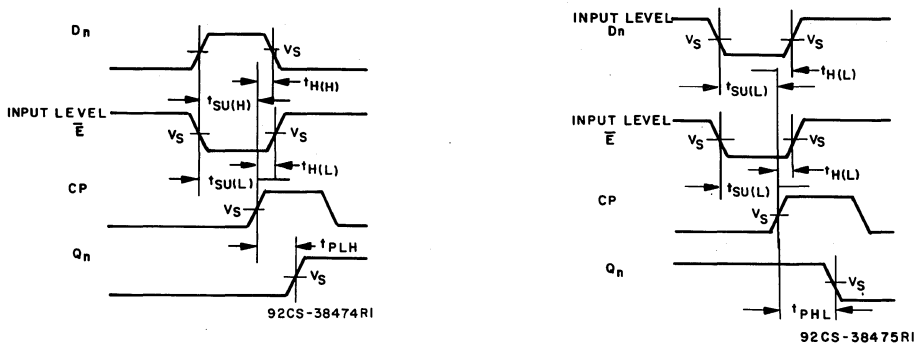 Dn
VS
tH(H)
tSU(H)
INPUT LEVEL
E̅
VS
VS
tH(L)
tSU(L)
CP
VS
tPLH
Qn
VS
92CS-38474RI
INPUT LEVEL
Dn
VS
VS
tH(L)
tSU(L)
INPUT LEVEL
E̅
VS
VS
tH(L)
tSU(L)
CP
VS
Qn
VS
tPHL
92CS-38475RI